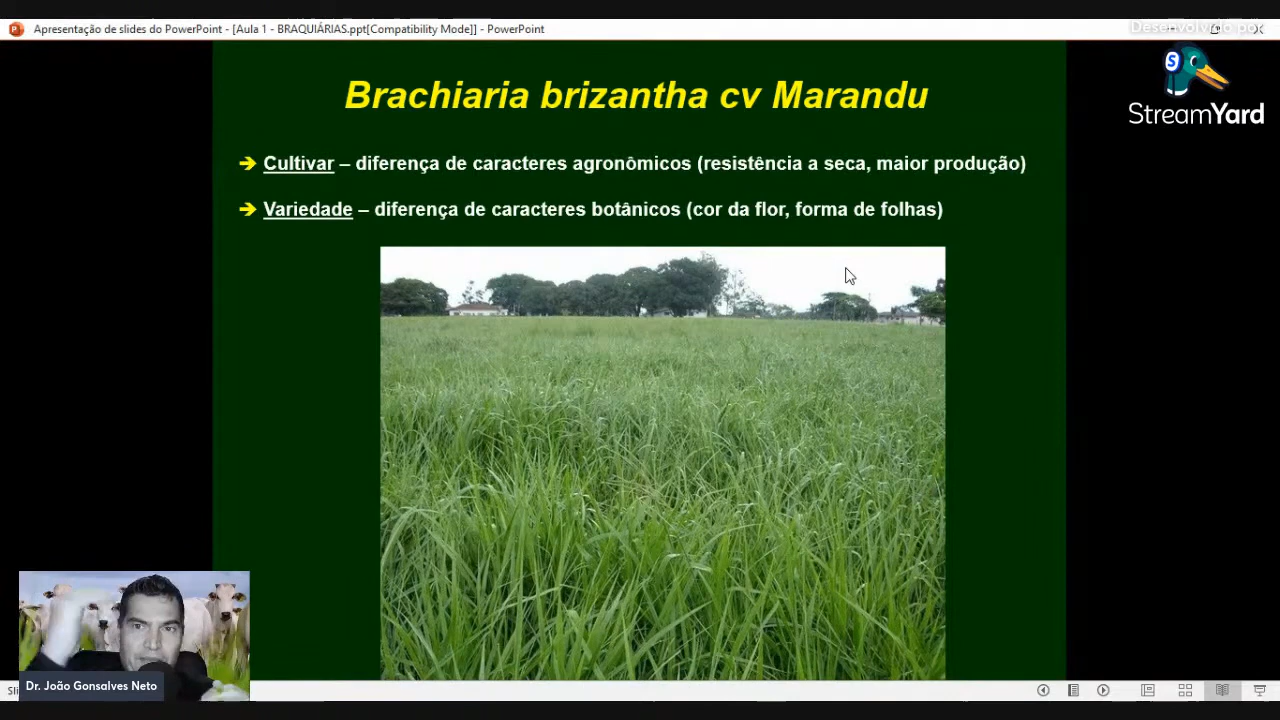 Apresentação de slides do PowerPoint - [Aula 1 - BRAQUIÁRIAS.ppt[Compatibility Mode]] - PowerPoint
Desenvolvido por
StreamYard
Brachiaria brizantha cv Marandu
➔ Cultivar – diferença de caracteres agronômicos (resistência a seca, maior produção)
➔ Variedade – diferença de caracteres botânicos (cor da flor, forma de folhas)
Dr. João Gonsalves Neto